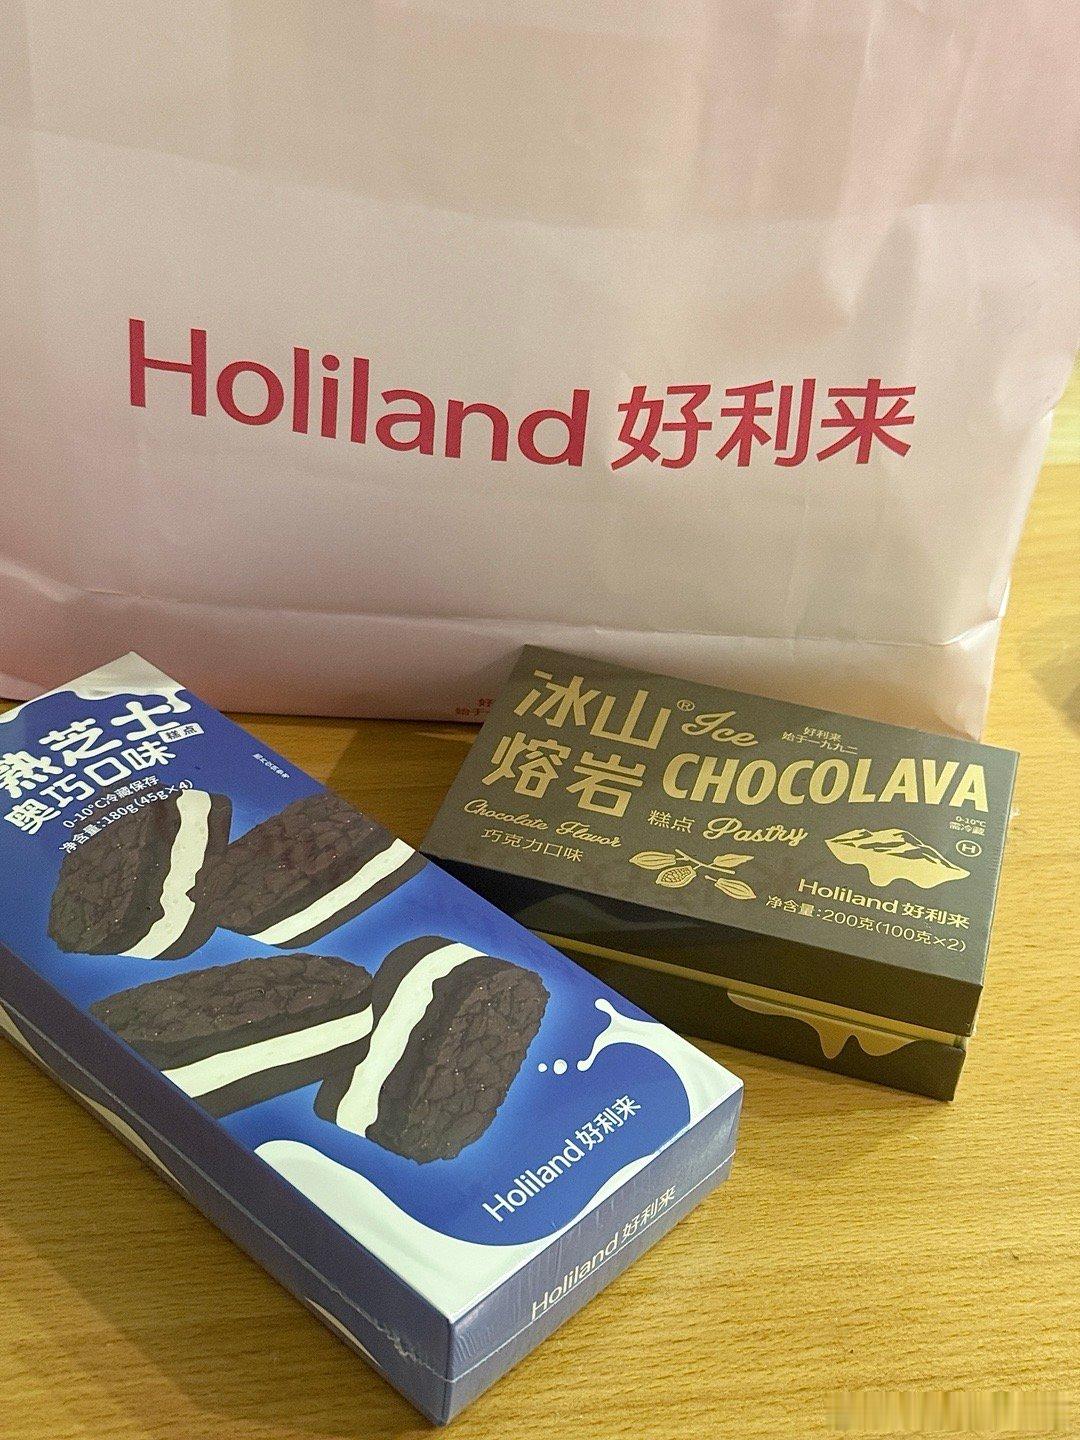 Holiland 好利来
熟芝士
糕点
奥巧口味
0-10°C冷藏保存
净含量:180g(45g×4)
Holiland 好利来
Holiland 好利来
冰山® Ice
熔岩 CHOCOLAVA
好利来
始于一九九二
Chocolate Flavor
巧克力口味
糕点 Pastry
0-10°C
需冷藏
H
Holiland 好利来
净含量:200克(100克×2)